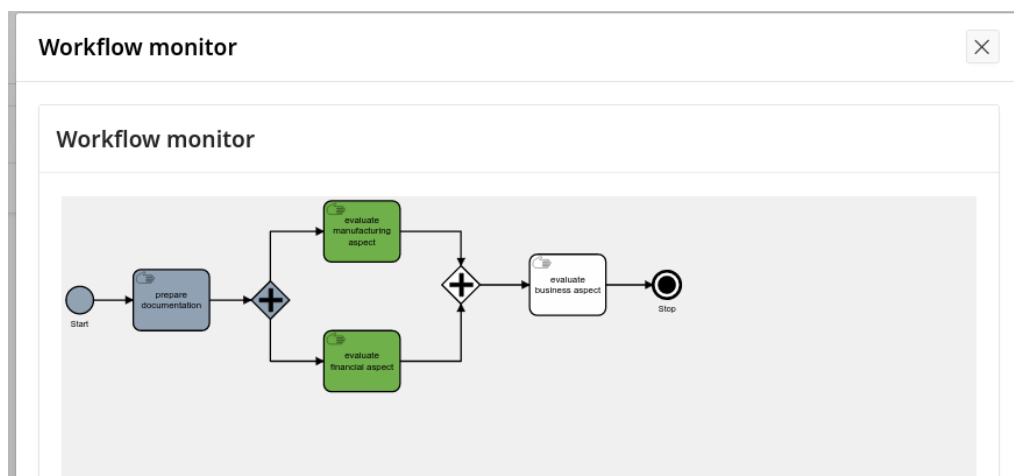 Workflow monitor
Workflow monitor
evaluate
manufacturing
aspect
prepare
documentation
Start
evaluate
business aspect
Stop
evaluate
financial aspect